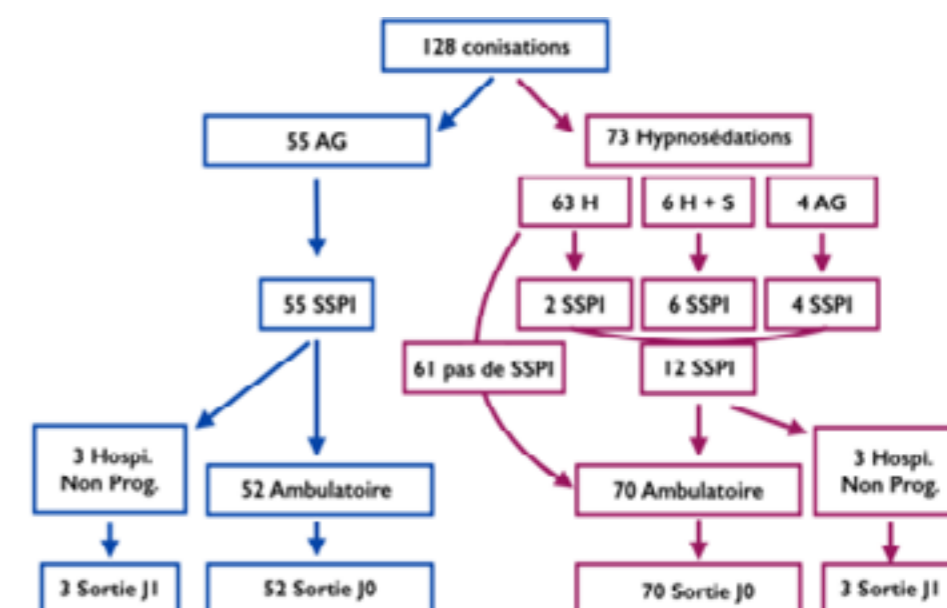 128 conisations
55 AG
73 Hypnosédations
63 H
6 H + S
4 AG
55 SSPI
2 SSPI
6 SSPI
4 SSPI
61 pas de SSPI
12 SSPI
3 Hospi.
Non Prog.
52 Ambulatoire
70 Ambulatoire
3 Hospi.
Non Prog.
3 Sortie J1
52 Sortie J0
70 Sortie J0
3 Sortie J1